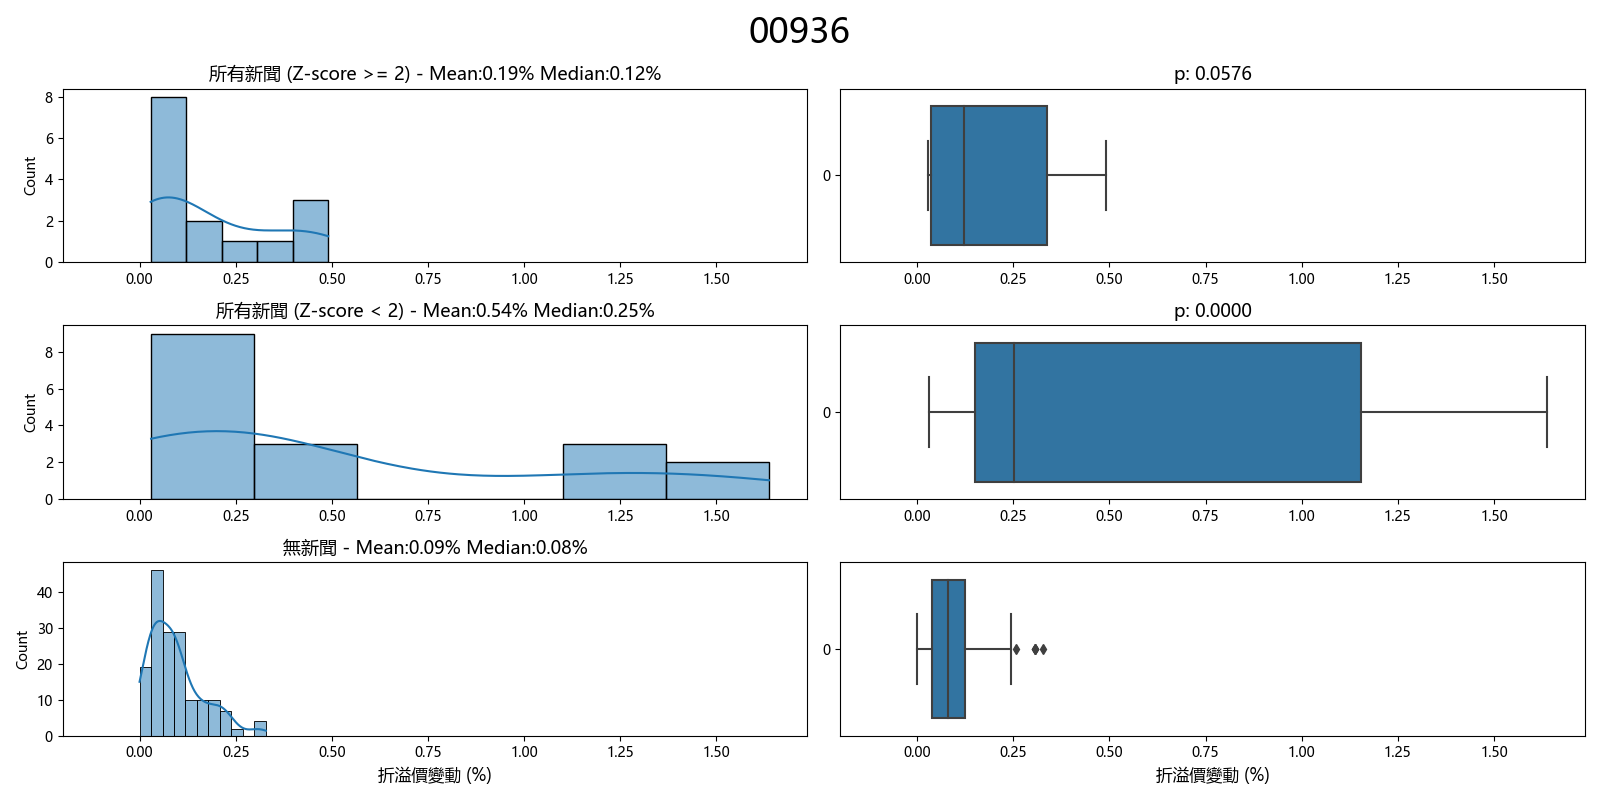 00936
所有新聞 (Z-score >= 2) - Mean:0.19% Median:0.12%
Count
8
6
4
2
0
0.00 0.25 0.50 0.75 1.00 1.25 1.50
p: 0.0576
0
0.00 0.25 0.50 0.75 1.00 1.25 1.50
所有新聞 (Z-score < 2) - Mean:0.54% Median:0.25%
Count
8
6
4
2
0
0.00 0.25 0.50 0.75 1.00 1.25 1.50
p: 0.0000
0
0.00 0.25 0.50 0.75 1.00 1.25 1.50
無新聞 - Mean:0.09% Median:0.08%
Count
40
30
20
10
0
0.00 0.25 0.50 0.75 1.00 1.25 1.50
折溢價變動 (%)
0
0.00 0.25 0.50 0.75 1.00 1.25 1.50
折溢價變動 (%)